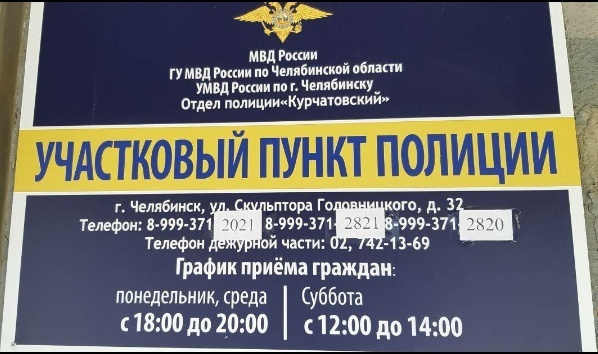 МВД России
ГУ МВД России по Челябинской области
УМВД России по г. Челябинску
Отдел полиции«Курчатовский»
УЧАСТКОВЫЙ ПУНКТ ПОЛИЦИИ
г. Челябинск, ул. Скульптора Головницкого, д. 32
Телефон: 8-999-371 2021 8-999-371- 2821 8-999-371- 2820
Телефон дежурной части: 02, 742-13-69
График приёма граждан:
понедельник, среда Суббота
с 18:00 до 20:00 с 12:00 до 14:00